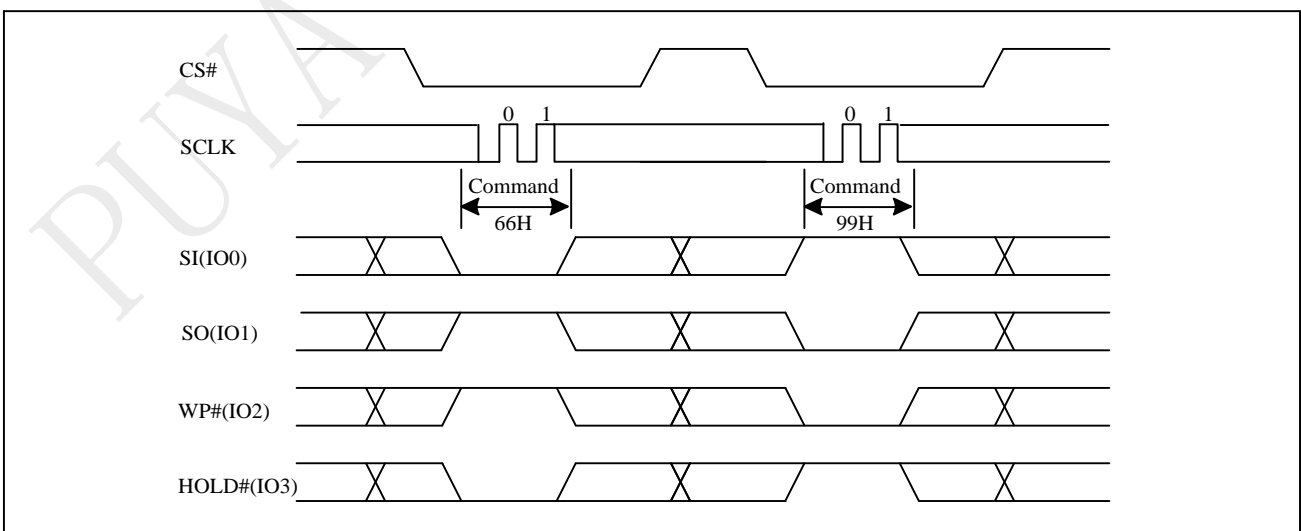 PUYA
CS#
0 1 0 1
SCLK
Command Command
66H 99H
SI(IO0)
SO(IO1)
WP#(IO2)
HOLD#(IO3)